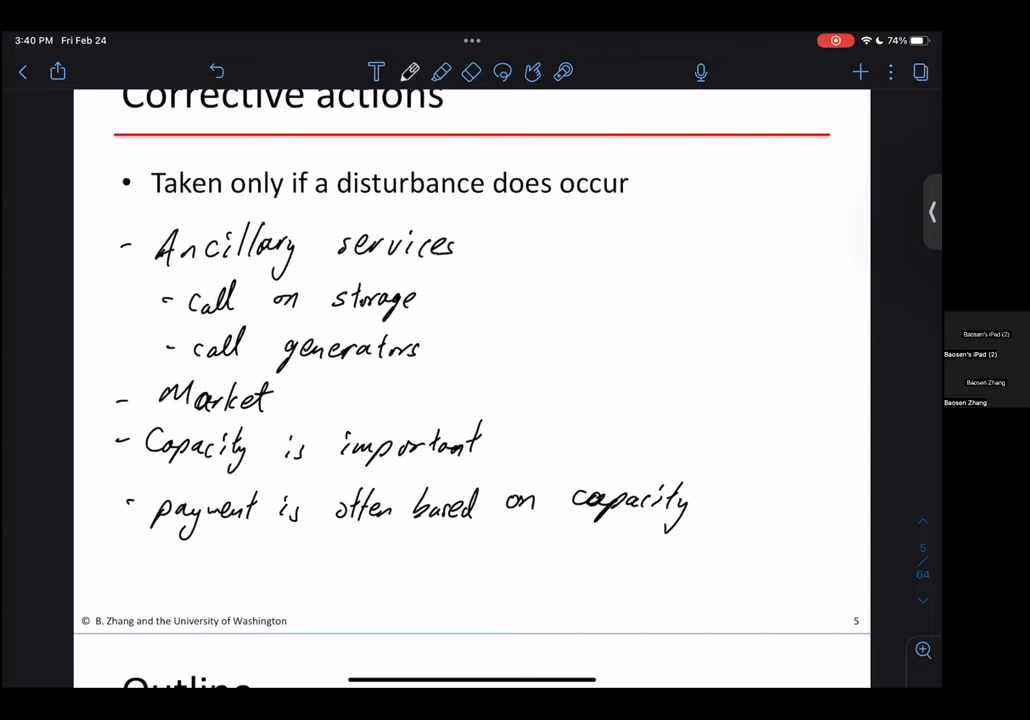 3:40 PM Fri Feb 24
74%
Corrective actions
• Taken only if a disturbance does occur
- Ancillary services
- call on storage
- call generators
- Market
- Capacity is important
- payment is often based on capacity
Baosen's iPad (2)
Baosen's iPad (2)
Baosen Zhang
Baosen Zhang
5
/
64
© B. Zhang and the University of Washington
5
Outline